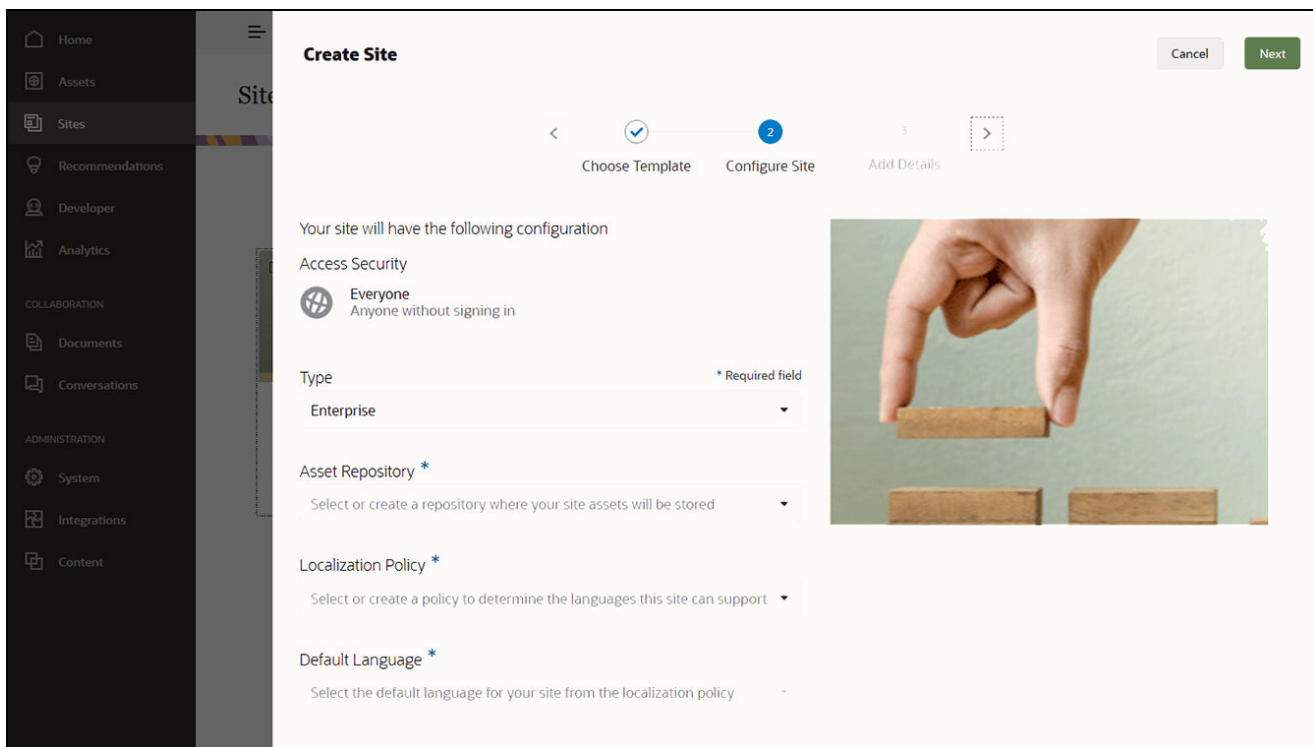 Home
Assets
Sites
Recommendations
Developer
Analytics
COLLABORATION
Documents
Conversations
ADMINISTRATION
System
Integrations
Content
Site
Create Site
Cancel
Next
2
3
Choose Template
Configure Site
Add Details
Your site will have the following configuration
Access Security
Everyone
Anyone without signing in
Type
* Required field
Enterprise
Asset Repository *
Select or create a repository where your site assets will be stored
Localization Policy *
Select or create a policy to determine the languages this site can support
Default Language *
Select the default language for your site from the localization policy